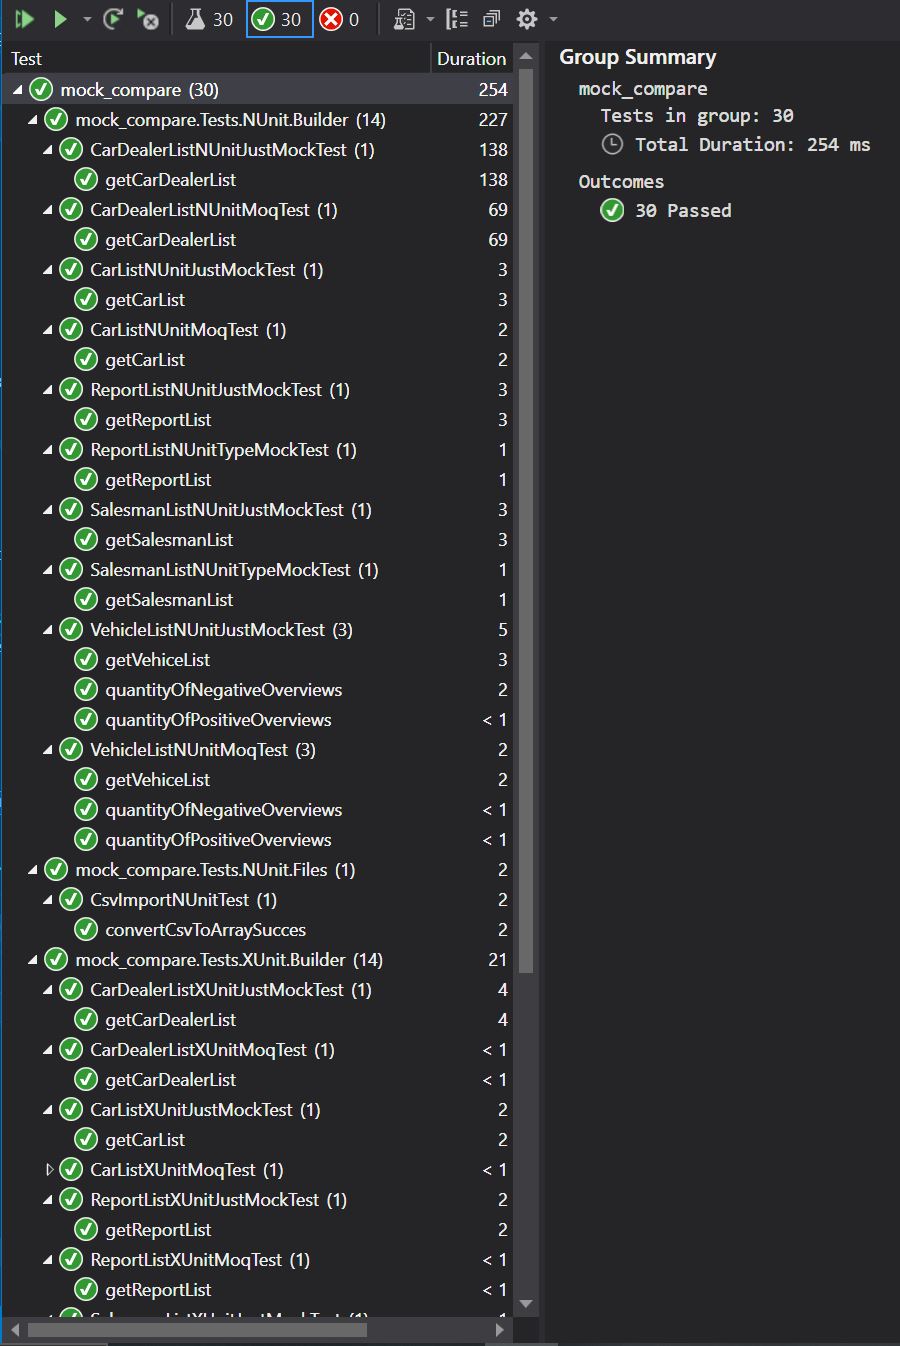 30 30 0
Test Duration
mock_compare (30) 254
mock_compare.Tests.NUnit.Builder (14) 227
CarDealerListNUnitJustMockTest (1) 138
getCarDealerList 138
CarDealerListNUnitMoqTest (1) 69
getCarDealerList 69
CarListNUnitJustMockTest (1) 3
getCarList 3
CarListNUnitMoqTest (1) 2
getCarList 2
ReportListNUnitJustMockTest (1) 3
getReportList 3
ReportListNUnitTypeMockTest (1) 1
getReportList 1
SalesmanListNUnitJustMockTest (1) 3
getSalesmanList 3
SalesmanListNUnitTypeMockTest (1) 1
getSalesmanList 1
VehicleListNUnitJustMockTest (3) 5
getVehiceList 3
quantityOfNegativeOverviews 2
quantityOfPositiveOverviews < 1
VehicleListNUnitMoqTest (3) 2
getVehiceList 2
quantityOfNegativeOverviews < 1
quantityOfPositiveOverviews < 1
mock_compare.Tests.NUnit.Files (1) 2
CsvImportNUnitTest (1) 2
convertCsvToArraySucces 2
mock_compare.Tests.XUnit.Builder (14) 21
CarDealerListXUnitJustMockTest (1) 4
getCarDealerList 4
CarDealerListXUnitMoqTest (1) < 1
getCarDealerList < 1
CarListXUnitJustMockTest (1) 2
getCarList 2
CarListXUnitMoqTest (1) < 1
ReportListXUnitJustMockTest (1) 2
getReportList 2
ReportListXUnitMoqTest (1) < 1
getReportList < 1
Group Summary
mock_compare
Tests in group: 30
Total Duration: 254 ms
Outcomes
30 Passed